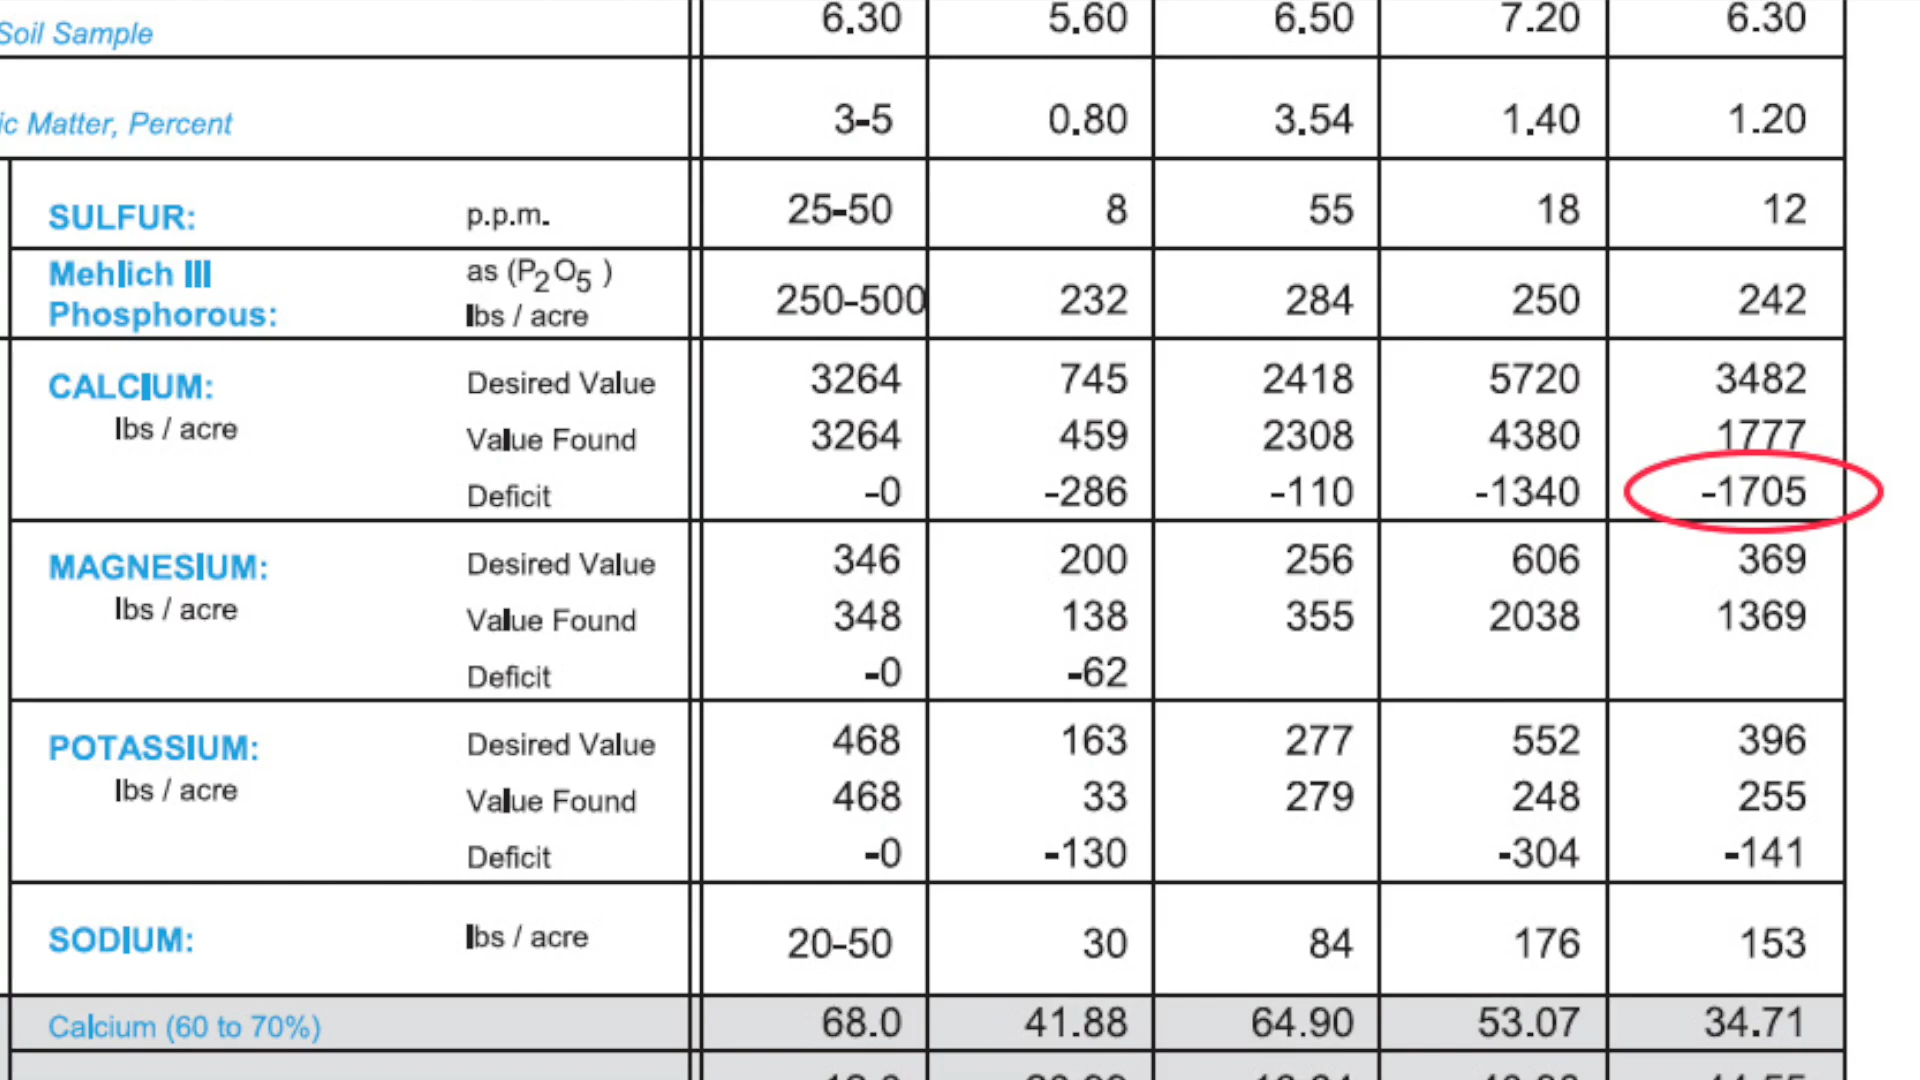 Soil Sample 6.30 5.60 6.50 7.20 6.30
ic Matter, Percent 3-5 0.80 3.54 1.40 1.20
SULFUR: p.p.m. 25-50 8 55 18 12
Mehlich III as (P2O5 )
Phosphorous: lbs / acre 250-500 232 284 250 242
CALCIUM: Desired Value 3264 745 2418 5720 3482
lbs / acre Value Found 3264 459 2308 4380 1777
Deficit -0 -286 -110 -1340 -1705
MAGNESIUM: Desired Value 346 200 256 606 369
lbs / acre Value Found 348 138 355 2038 1369
Deficit -0 -62
POTASSIUM: Desired Value 468 163 277 552 396
lbs / acre Value Found 468 33 279 248 255
Deficit -0 -130 -304 -141
SODIUM: lbs / acre 20-50 30 84 176 153
Calcium (60 to 70%) 68.0 41.88 64.90 53.07 34.71